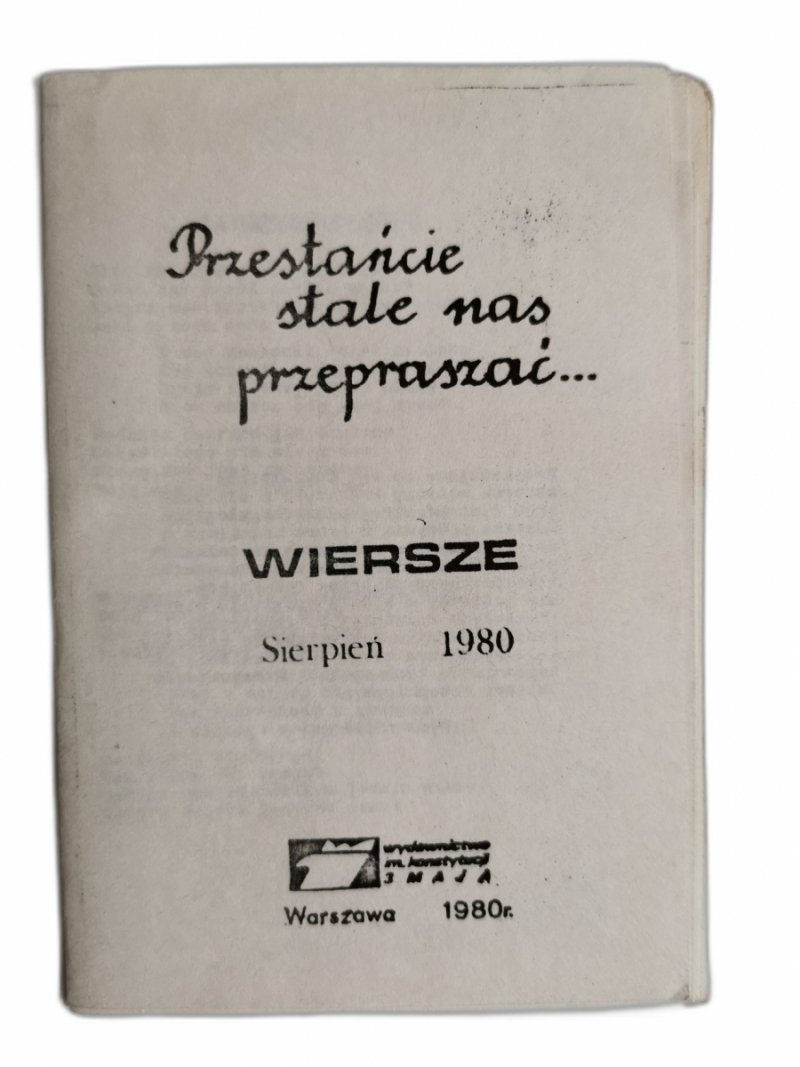 Przestańcie
stale nas
przepraszać...
WIERSZE
Sierpień 1980
wydawnictwo
im. konstytucji
3 MAJA
Warszawa 1980r.